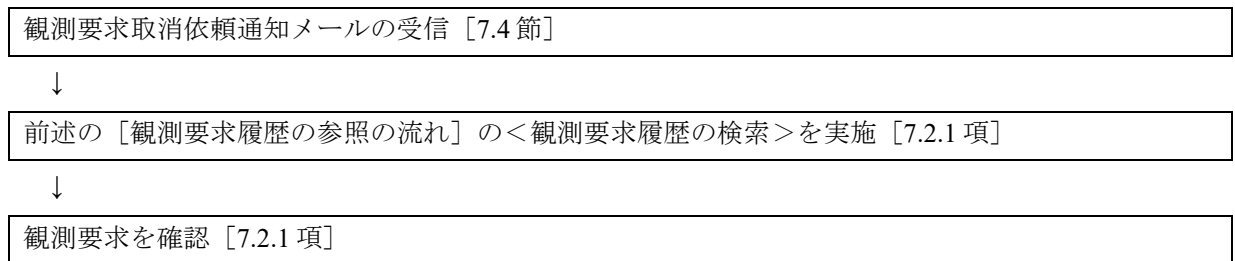 観測要求取消依頼通知メールの受信［7.4 節］
↓
前述の［観測要求履歴の参照の流れ］の＜観測要求履歴の検索＞を実施［7.2.1 項］
↓
観測要求を確認［7.2.1 項］